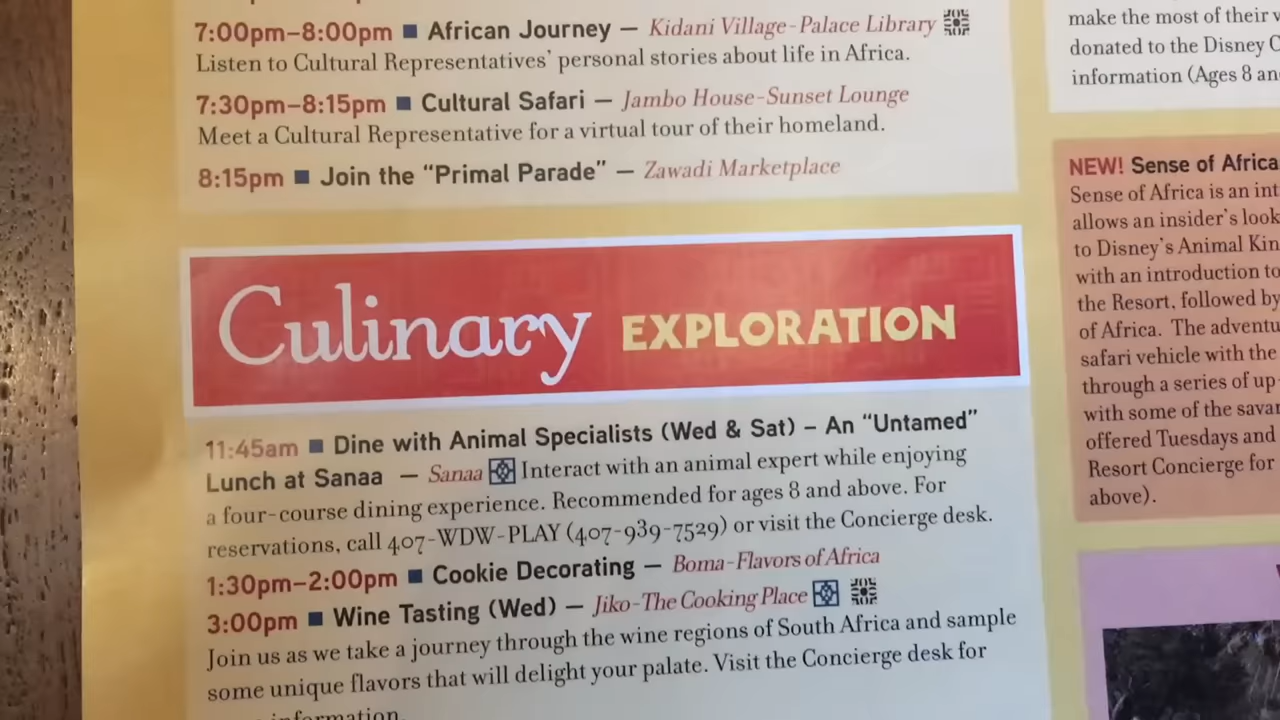 7:00pm–8:00pm ■ African Journey — Kidani Village-Palace Library
Listen to Cultural Representatives' personal stories about life in Africa.
7:30pm–8:15pm ■ Cultural Safari — Jambo House-Sunset Lounge
Meet a Cultural Representative for a virtual tour of their homeland.
8:15pm ■ Join the "Primal Parade" — Zawadi Marketplace
Culinary EXPLORATION
11:45am ■ Dine with Animal Specialists (Wed & Sat) – An "Untamed"
Lunch at Sanaa — Sanaa Interact with an animal expert while enjoying
a four-course dining experience. Recommended for ages 8 and above. For
reservations, call 407-WDW-PLAY (407-939-7529) or visit the Concierge desk.
1:30pm–2:00pm ■ Cookie Decorating — Boma-Flavors of Africa
3:00pm ■ Wine Tasting (Wed) — Jiko-The Cooking Place
Join us as we take a journey through the wine regions of South Africa and sample
some unique flavors that will delight your palate. Visit the Concierge desk for
information.
make the most of their
donated to the Disney
information (Ages 8 an
NEW! Sense of Africa
Sense of Africa is an int
allows an insider's look
to Disney's Animal Kin
with an introduction to
the Resort, followed by
of Africa. The adventu
safari vehicle with the
through a series of up-
with some of the savan
offered Tuesdays and
Resort Concierge for
above).